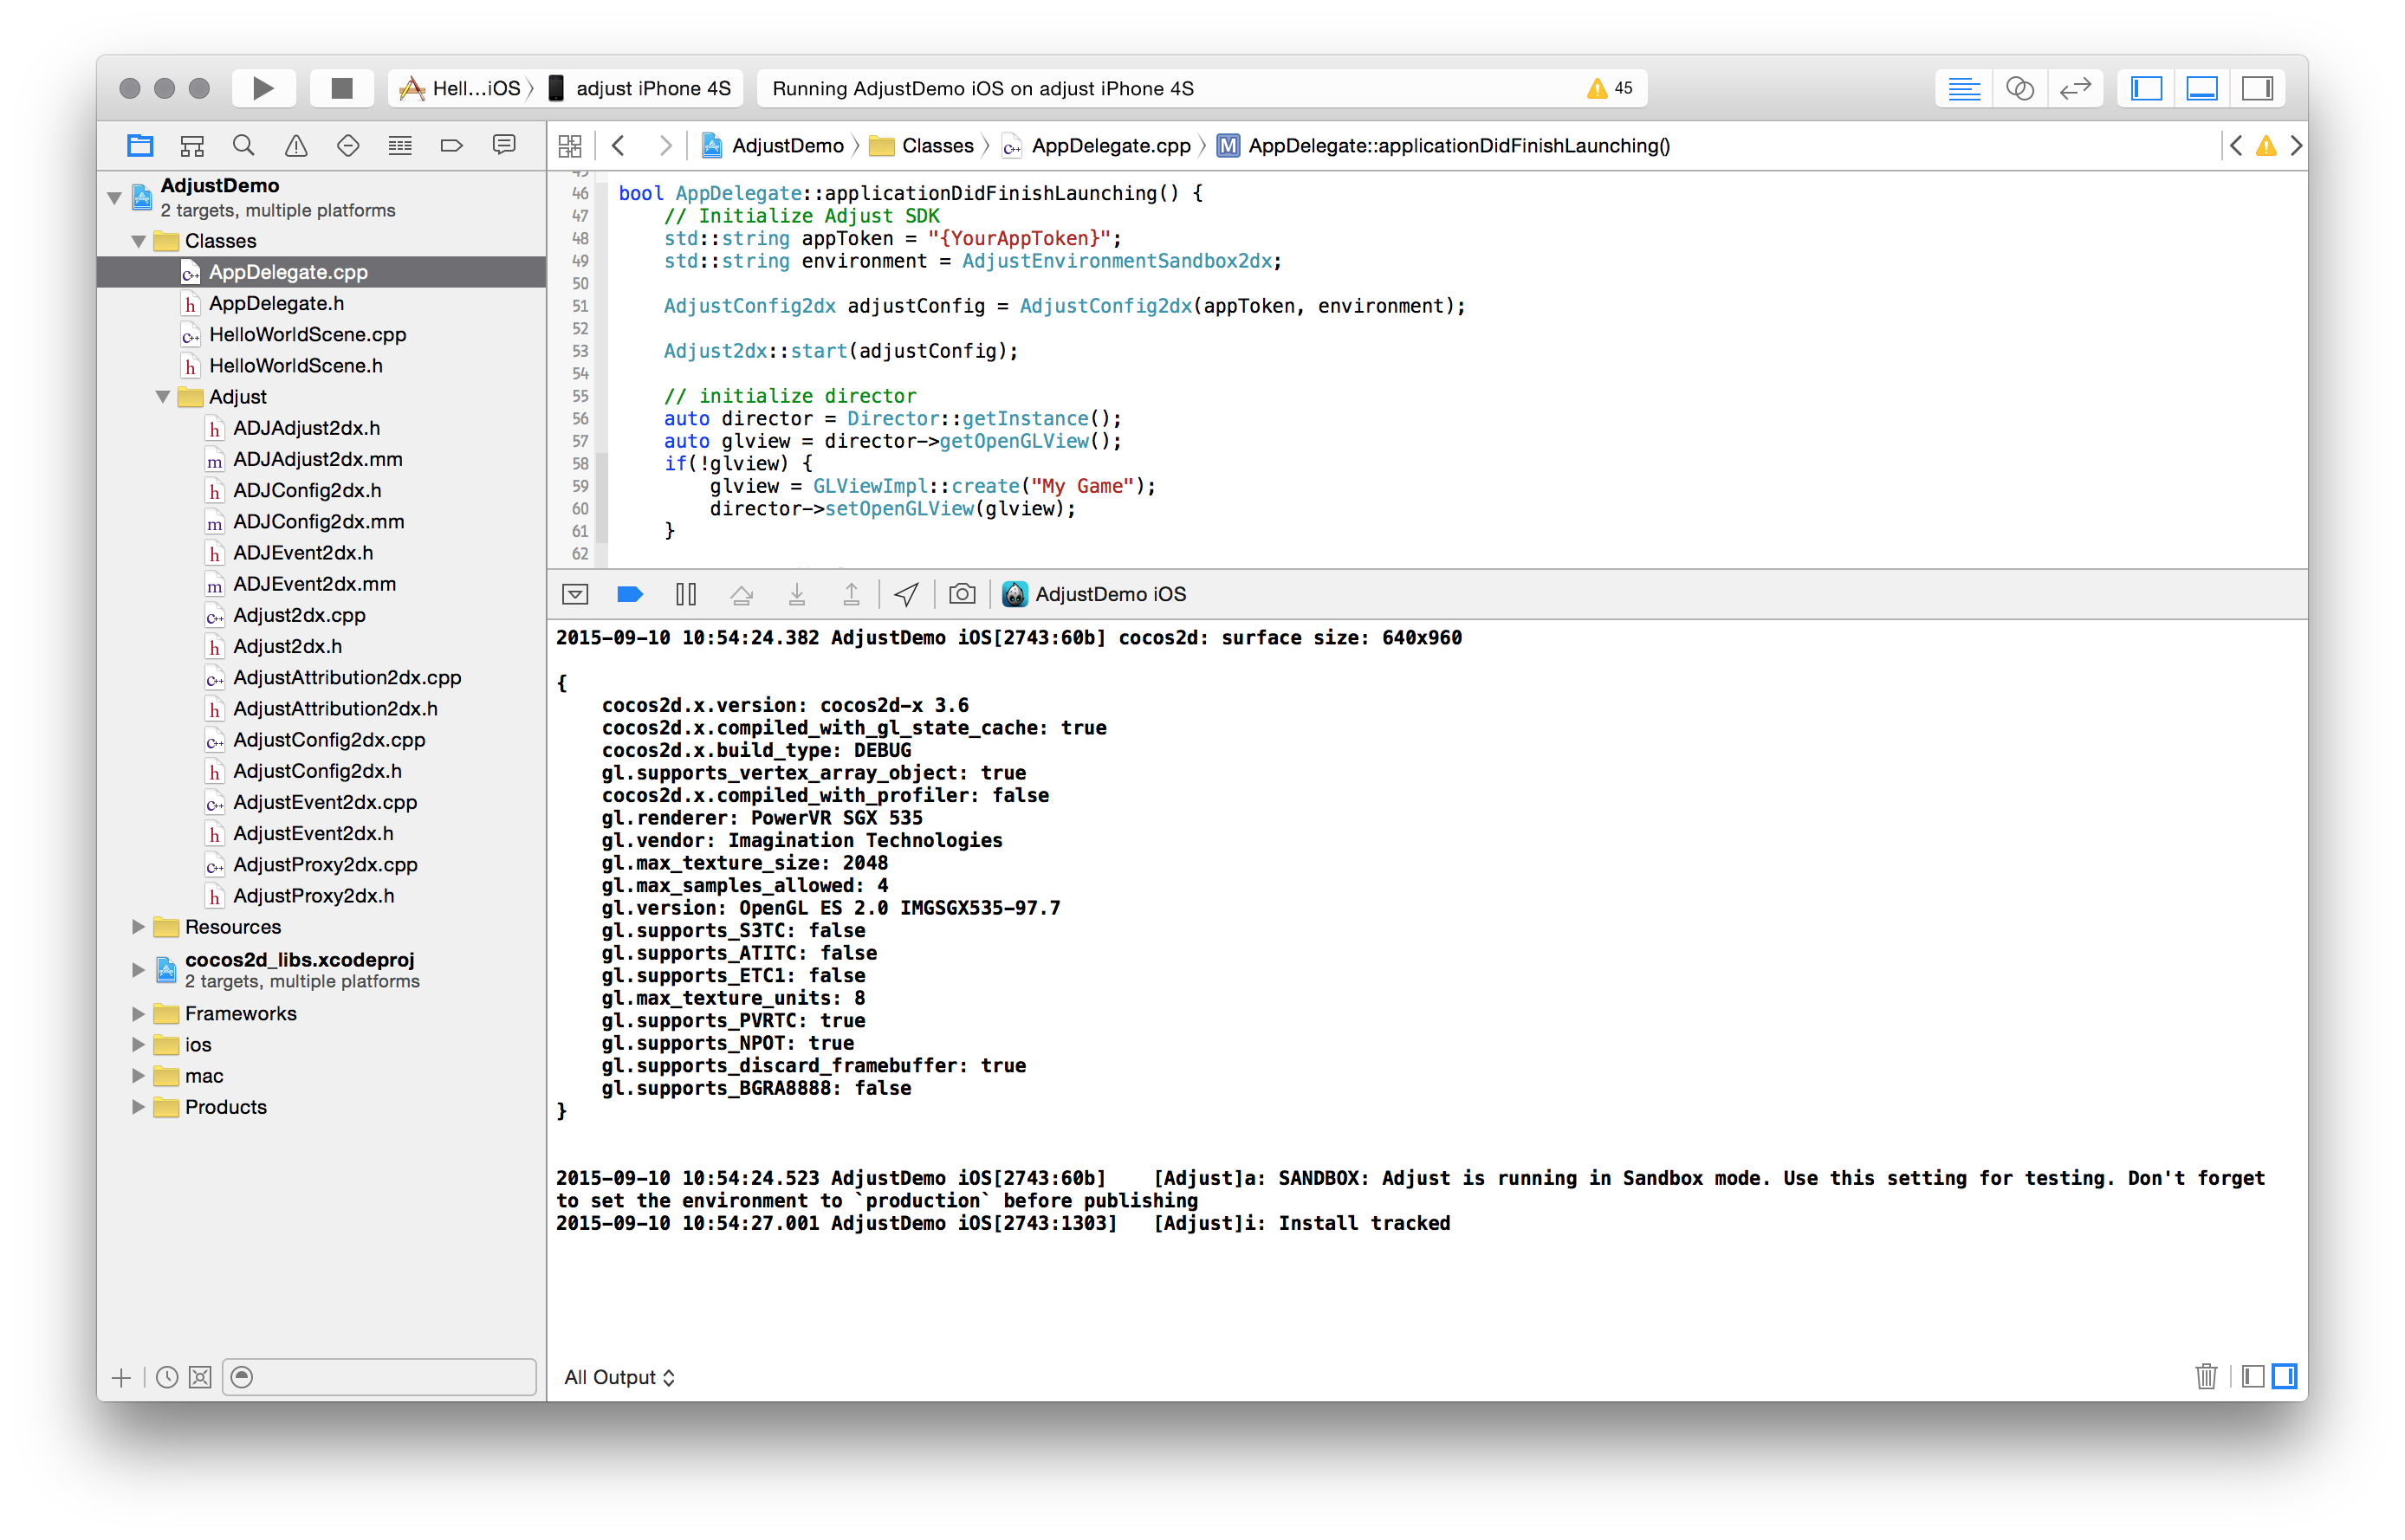 Hell...iOS 〉 adjust iPhone 4S
Running AdjustDemo iOS on adjust iPhone 4S
45
AdjustDemo 〉 Classes 〉 AppDelegate.cpp 〉 M AppDelegate::applicationDidFinishLaunching()
AdjustDemo
2 targets, multiple platforms
Classes
AppDelegate.cpp
AppDelegate.h
HelloWorldScene.cpp
HelloWorldScene.h
Adjust
ADJAdjust2dx.h
ADJAdjust2dx.mm
ADJConfig2dx.h
ADJConfig2dx.mm
ADJEvent2dx.h
ADJEvent2dx.mm
Adjust2dx.cpp
Adjust2dx.h
AdjustAttribution2dx.cpp
AdjustAttribution2dx.h
AdjustConfig2dx.cpp
AdjustConfig2dx.h
AdjustEvent2dx.cpp
AdjustEvent2dx.h
AdjustProxy2dx.cpp
AdjustProxy2dx.h
Resources
cocos2d_libs.xcodeproj
2 targets, multiple platforms
Frameworks
ios
mac
Products
45
46 bool AppDelegate::applicationDidFinishLaunching() {
47 // Initialize Adjust SDK
48 std::string appToken = "{YourAppToken}";
49 std::string environment = AdjustEnvironmentSandbox2dx;
50
51 AdjustConfig2dx adjustConfig = AdjustConfig2dx(appToken, environment);
52
53 Adjust2dx::start(adjustConfig);
54
55 // initialize director
56 auto director = Director::getInstance();
57 auto glview = director->getOpenGLView();
58 if(!glview) {
59 glview = GLViewImpl::create("My Game");
60 director->setOpenGLView(glview);
61 }
62
AdjustDemo iOS
2015-09-10 10:54:24.382 AdjustDemo iOS[2743:60b] cocos2d: surface size: 640x960
{
cocos2d.x.version: cocos2d-x 3.6
cocos2d.x.compiled_with_gl_state_cache: true
cocos2d.x.build_type: DEBUG
gl.supports_vertex_array_object: true
cocos2d.x.compiled_with_profiler: false
gl.renderer: PowerVR SGX 535
gl.vendor: Imagination Technologies
gl.max_texture_size: 2048
gl.max_samples_allowed: 4
gl.version: OpenGL ES 2.0 IMGSGX535-97.7
gl.supports_S3TC: false
gl.supports_ATITC: false
gl.supports_ETC1: false
gl.max_texture_units: 8
gl.supports_PVRTC: true
gl.supports_NPOT: true
gl.supports_discard_framebuffer: true
gl.supports_BGRA8888: false
}
2015-09-10 10:54:24.523 AdjustDemo iOS[2743:60b] [Adjust]a: SANDBOX: Adjust is running in Sandbox mode. Use this setting for testing. Don't forget
to set the environment to `production` before publishing
2015-09-10 10:54:27.001 AdjustDemo iOS[2743:1303] [Adjust]i: Install tracked
All Output